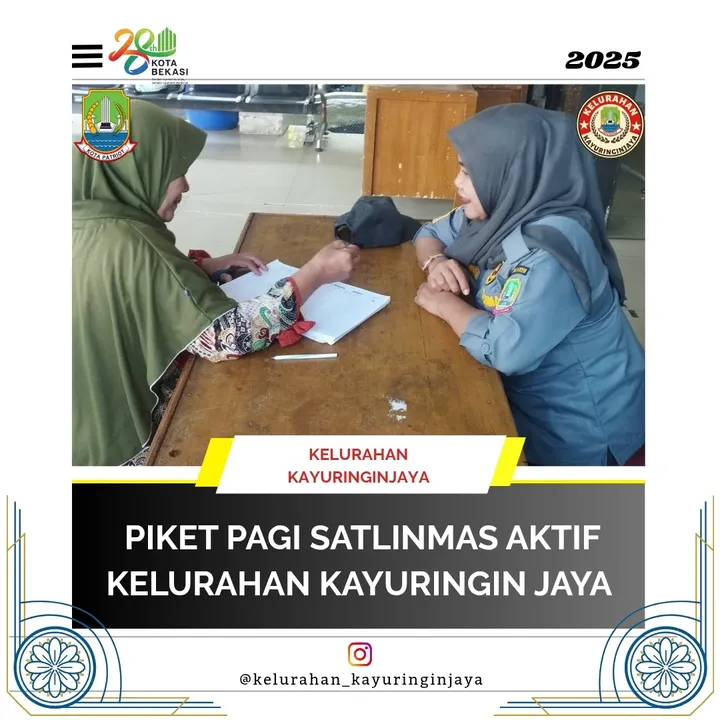 28th
KOTA
BEKASI
2025
KOTA PATRIOT
KELURAHAN
KAYURINGINJAYA
KELURAHAN
KAYURINGINJAYA
PIKET PAGI SATLINMAS AKTIF
KELURAHAN KAYURINGIN JAYA
@kelurahan_kayuringinjaya